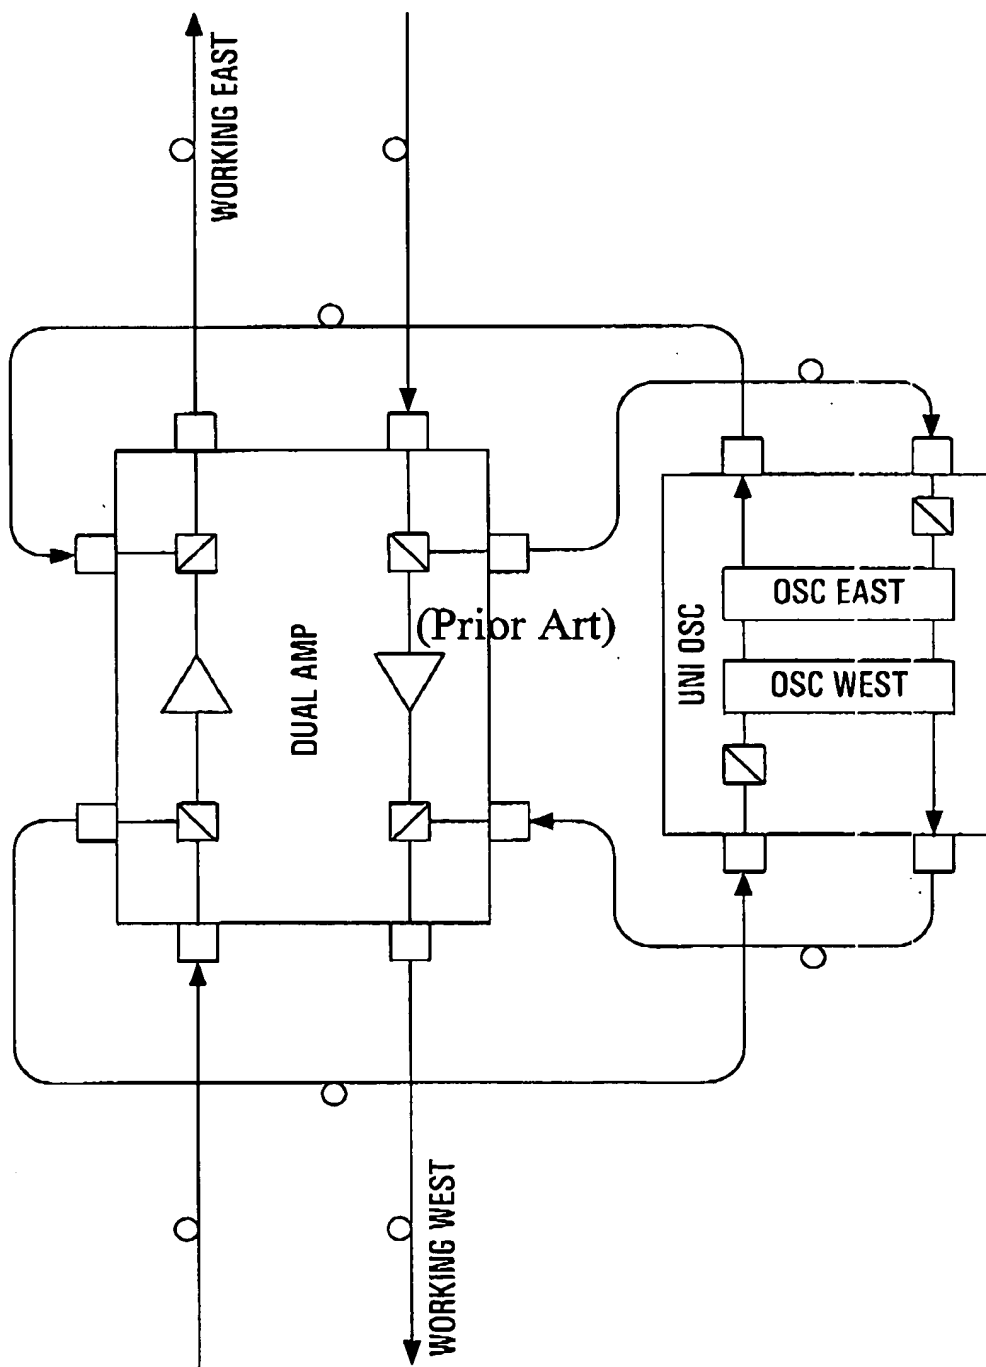 WORKING EAST
(Prior Art)
DUAL AMP
UNI OSC
OSC EAST
OSC WEST
WORKING WEST